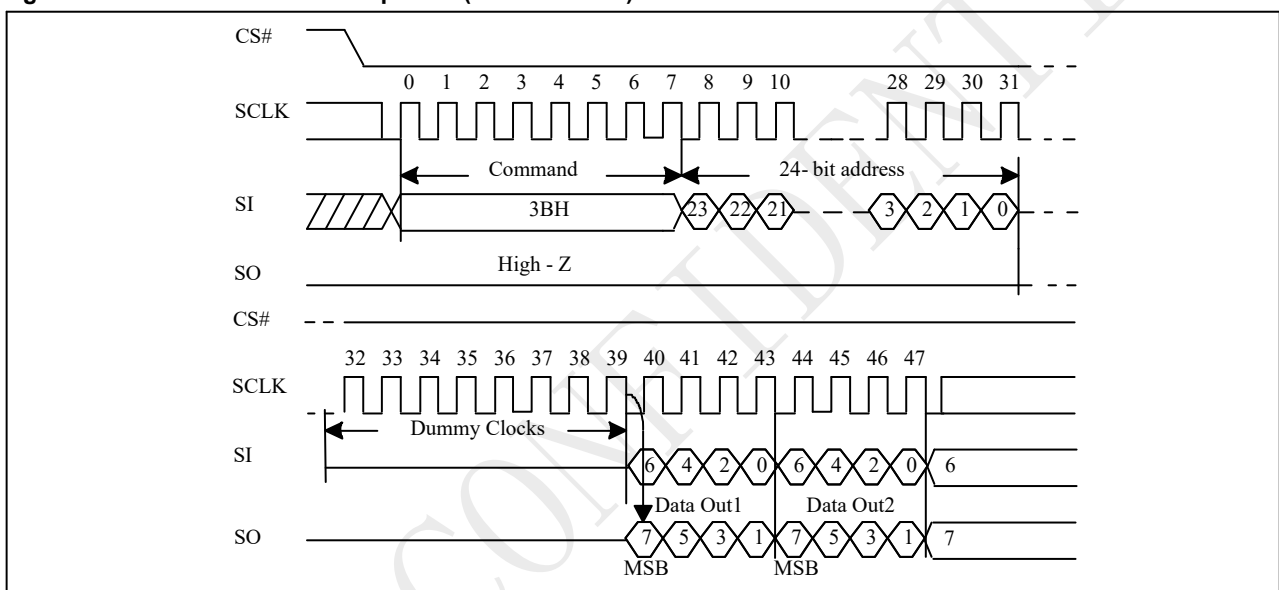 CS#
0 1 2 3 4 5 6 7 8 9 10 28 29 30 31
SCLK
Command 24- bit address
SI 3BH 23 22 21 3 2 1 0
High - Z
SO
CS#
32 33 34 35 36 37 38 39 40 41 42 43 44 45 46 47
SCLK
Dummy Clocks
SI 6 4 2 0 6 4 2 0 6
Data Out1 Data Out2
SO 7 5 3 1 7 5 3 1 7
MSB MSB